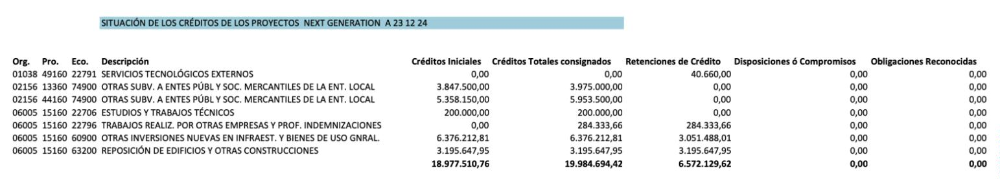 SITUACIÓN DE LOS CRÉDITOS DE LOS PROYECTOS NEXT GENERATION A 23 12 24
Org. Pro. Eco. Descripción Créditos Iniciales Créditos Totales consignados Retenciones de Crédito Disposiciones ó Compromisos Obligaciones Reconocidas
01038 49160 22791 SERVICIOS TECNOLÓGICOS EXTERNOS 0,00 0,00 40.660,00 0,00 0,00
02156 13360 74900 OTRAS SUBV. A ENTES PÚBL Y SOC. MERCANTILES DE LA ENT. LOCAL 3.847.500,00 3.975.000,00 0,00 0,00 0,00
02156 44160 74900 OTRAS SUBV. A ENTES PÚBL Y SOC. MERCANTILES DE LA ENT. LOCAL 5.358.150,00 5.953.500,00 0,00 0,00 0,00
06005 15160 22706 ESTUDIOS Y TRABAJOS TÉCNICOS 200.000,00 200.000,00 0,00 0,00 0,00
06005 15160 22796 TRABAJOS REALIZ. POR OTRAS EMPRESAS Y PROF. INDEMNIZACIONES 0,00 284.333,66 284.333,66 0,00 0,00
06005 15160 60900 OTRAS INVERSIONES NUEVAS EN INFRAEST. Y BIENES DE USO GNRAL. 6.376.212,81 6.376.212,81 3.051.488,01 0,00 0,00
06005 15160 63200 REPOSICIÓN DE EDIFICIOS Y OTRAS CONSTRUCCIONES 3.195.647,95 3.195.647,95 3.195.647,95 0,00 0,00
18.977.510,76 19.984.694,42 6.572.129,62 0,00 0,00